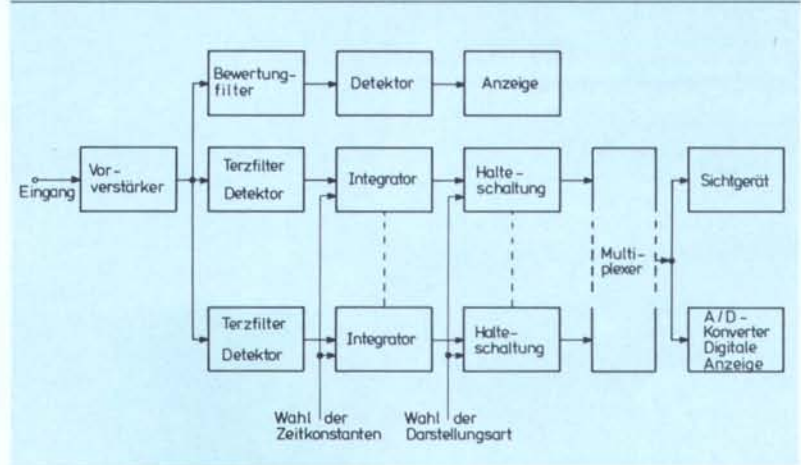 Bewertung-
filter
Detektor
Anzeige
Eingang
Vor-
verstärker
Terzfilter
Detektor
Integrator
Halte-
schaltung
Multi-
plexer
Sichtgerät
Terzfilter
Detektor
Integrator
Halte-
schaltung
A/D-
Konverter
Digitale
Anzeige
Wahl der
Zeitkonstanten
Wahl der
Darstellungsart